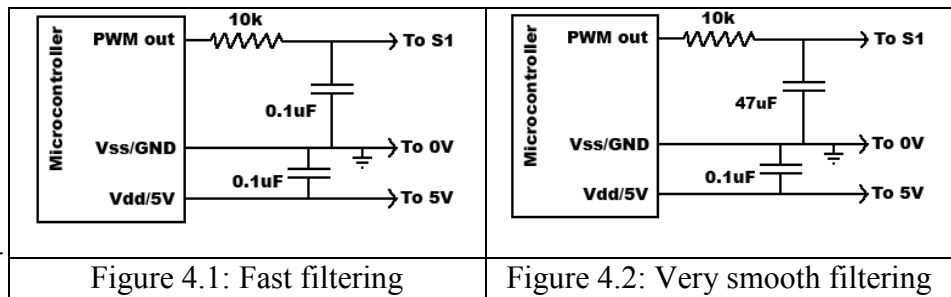 10k
PWM out
To S1
Microcontroller
0.1uF
Vss/GND
To 0V
0.1uF
Vdd/5V
To 5V
Figure 4.1: Fast filtering
10k
PWM out
To S1
Microcontroller
47uF
Vss/GND
To 0V
0.1uF
Vdd/5V
To 5V
Figure 4.2: Very smooth filtering